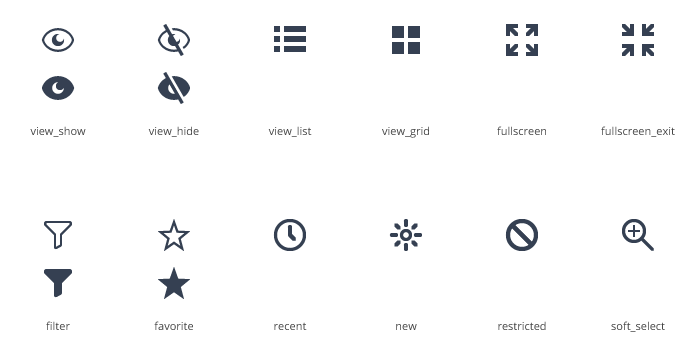 view_show
view_hide
view_list
view_grid
fullscreen
fullscreen_exit
filter
favorite
recent
new
restricted
soft_select